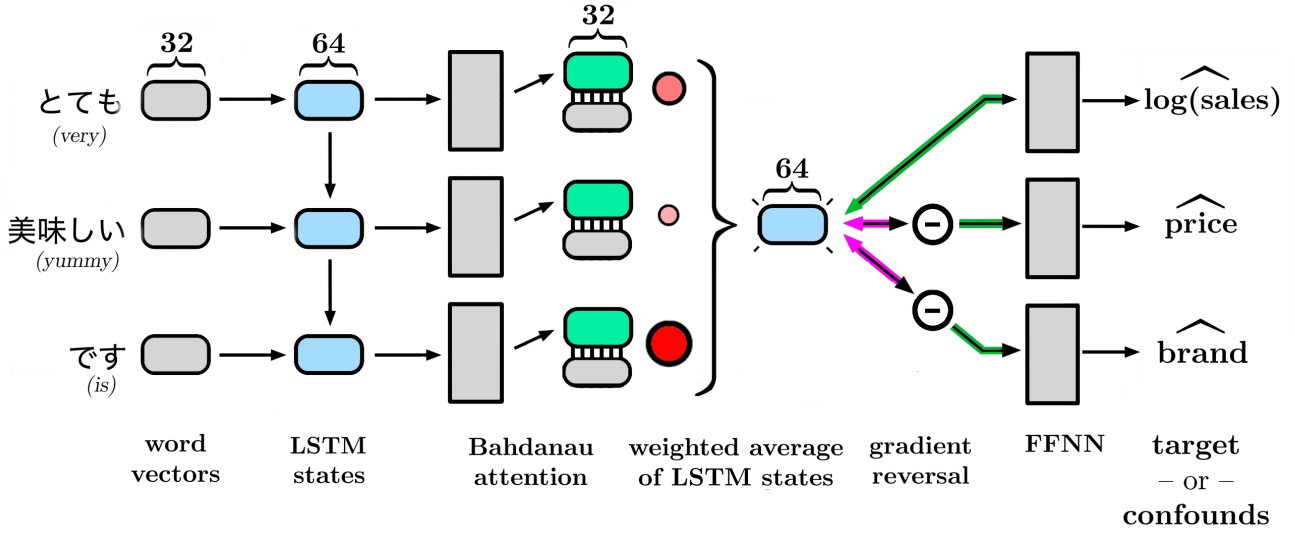 32
64
32
とても
(very)
log(sales)
64
美味しい
(yummy)
price
です
(is)
brand
word
vectors
LSTM
states
Bahdanau
attention
weighted average
of LSTM states
gradient
reversal
FFNN
target
– or –
confounds